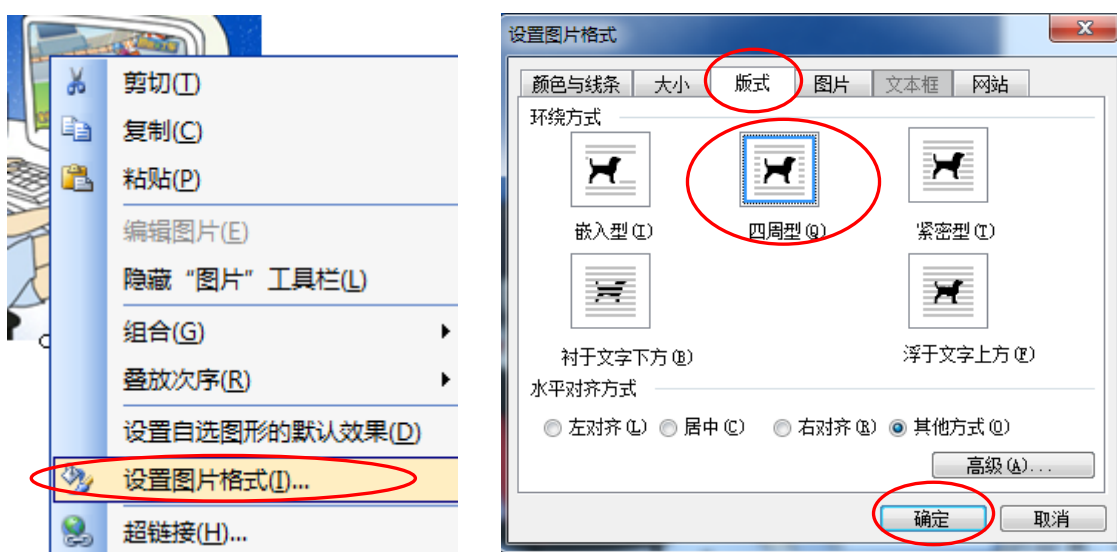 剪切(T)
复制(C)
粘贴(P)
编辑图片(E)
隐藏“图片”工具栏(L)
组合(G)
叠放次序(R)
设置自选图形的默认效果(D)
设置图片格式(I)...
超链接(H)...
设置图片格式
颜色与线条 大小 版式 图片 文本框 网站
环绕方式
嵌入型(I) 四周型(Q) 紧密型(T)
衬于文字下方(B) 浮于文字上方(F)
水平对齐方式
左对齐(L) 居中(C) 右对齐(R) 其他方式(O)
高级(A)...
确定 取消